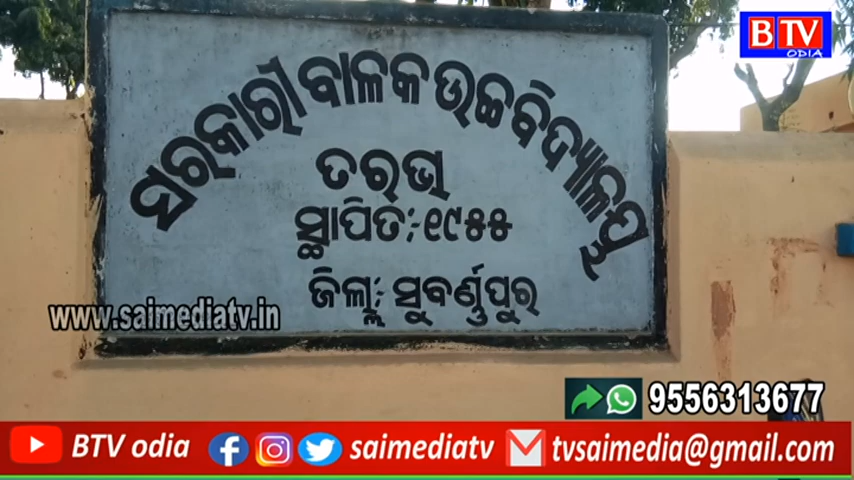 BTV
ODIA
ସରକାରୀ ବାଳକ ଉଚ୍ଚ ବିଦ୍ୟାଳୟ
ତରଭା
ସ୍ଥାପିତ:-୧୯୫୫
ଜିଲ୍ଲା:- ସୁବର୍ଣ୍ଣପୁର
www.saimediatv.in
9556313677
BTV odia
saimediatv
tvsaimedia@gmail.com